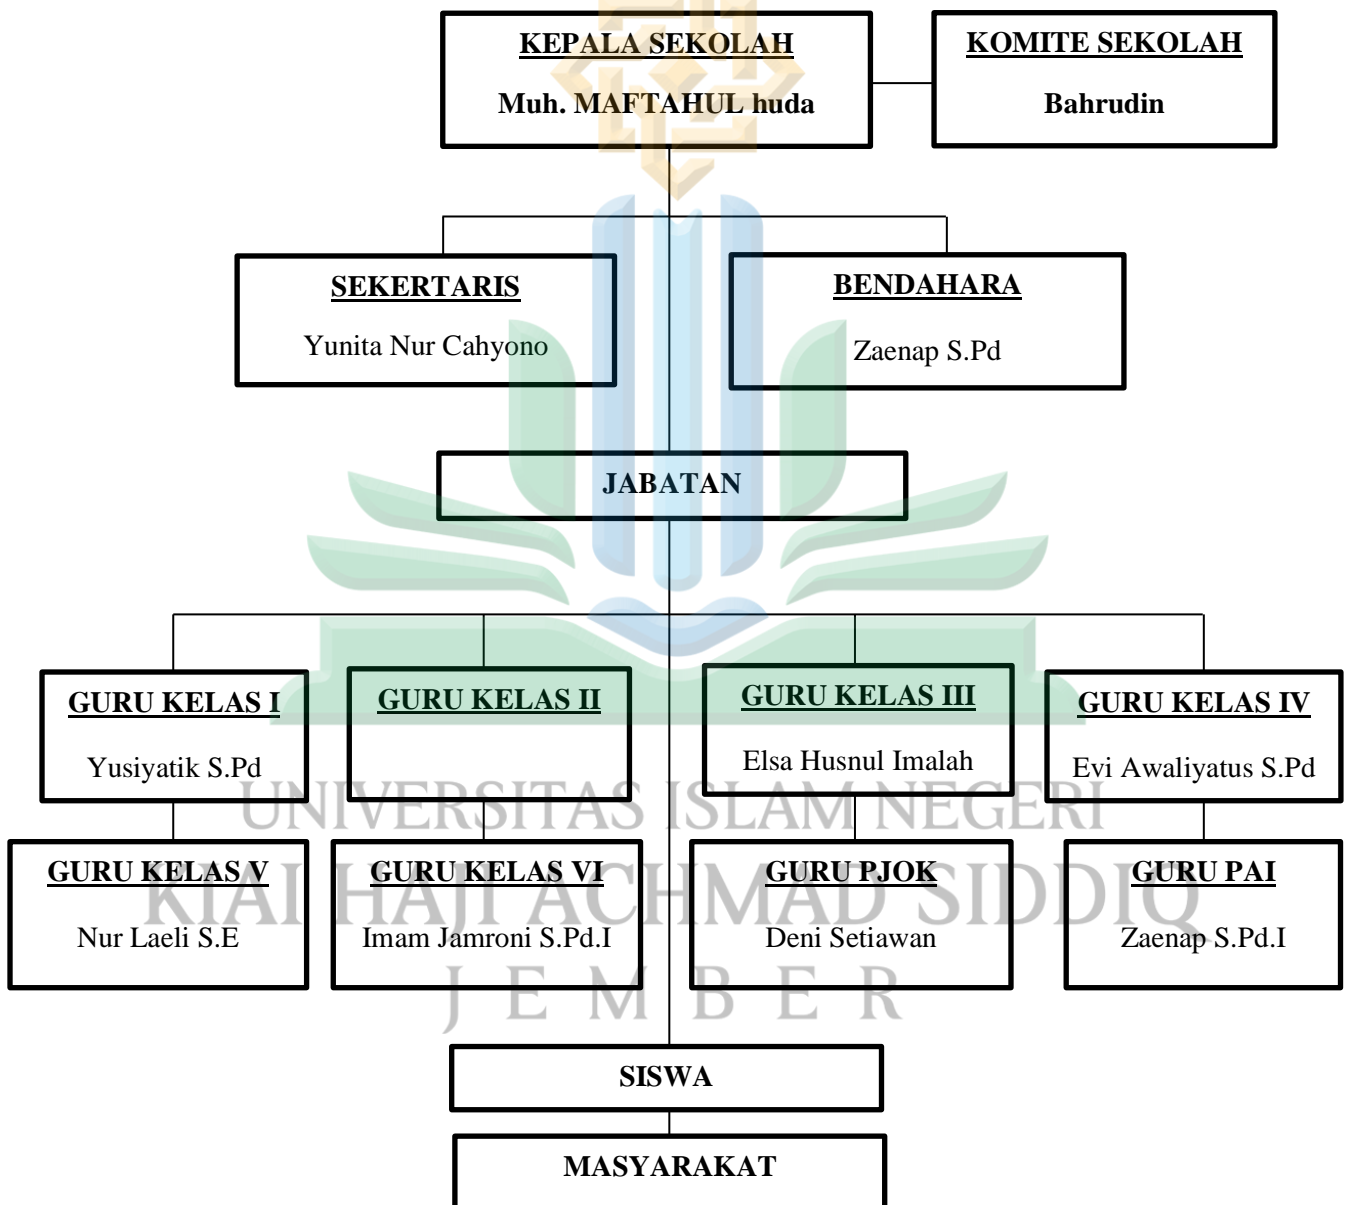 KEPALA SEKOLAH
Muh. MAFTAHUL huda
KOMITE SEKOLAH
Bahrudin
SEKERTARIS
Yunita Nur Cahyono
BENDAHARA
Zaenap S.Pd
JABATAN
GURU KELAS I
Yusiyatik S.Pd
GURU KELAS II
GURU KELAS III
Elsa Husnul Imalah
GURU KELAS IV
Evi Awaliyatus S.Pd
UNIVERSITAS ISLAM NEGERI
GURU KELAS V
Nur Laeli S.E
GURU KELAS VI
Imam Jamroni S.Pd.I
GURU PJOK
Deni Setiawan
GURU PAI
Zaenap S.Pd.I
KIAI HAJI ACHMAD SIDDIQ
JEMBER
SISWA
MASYARAKAT